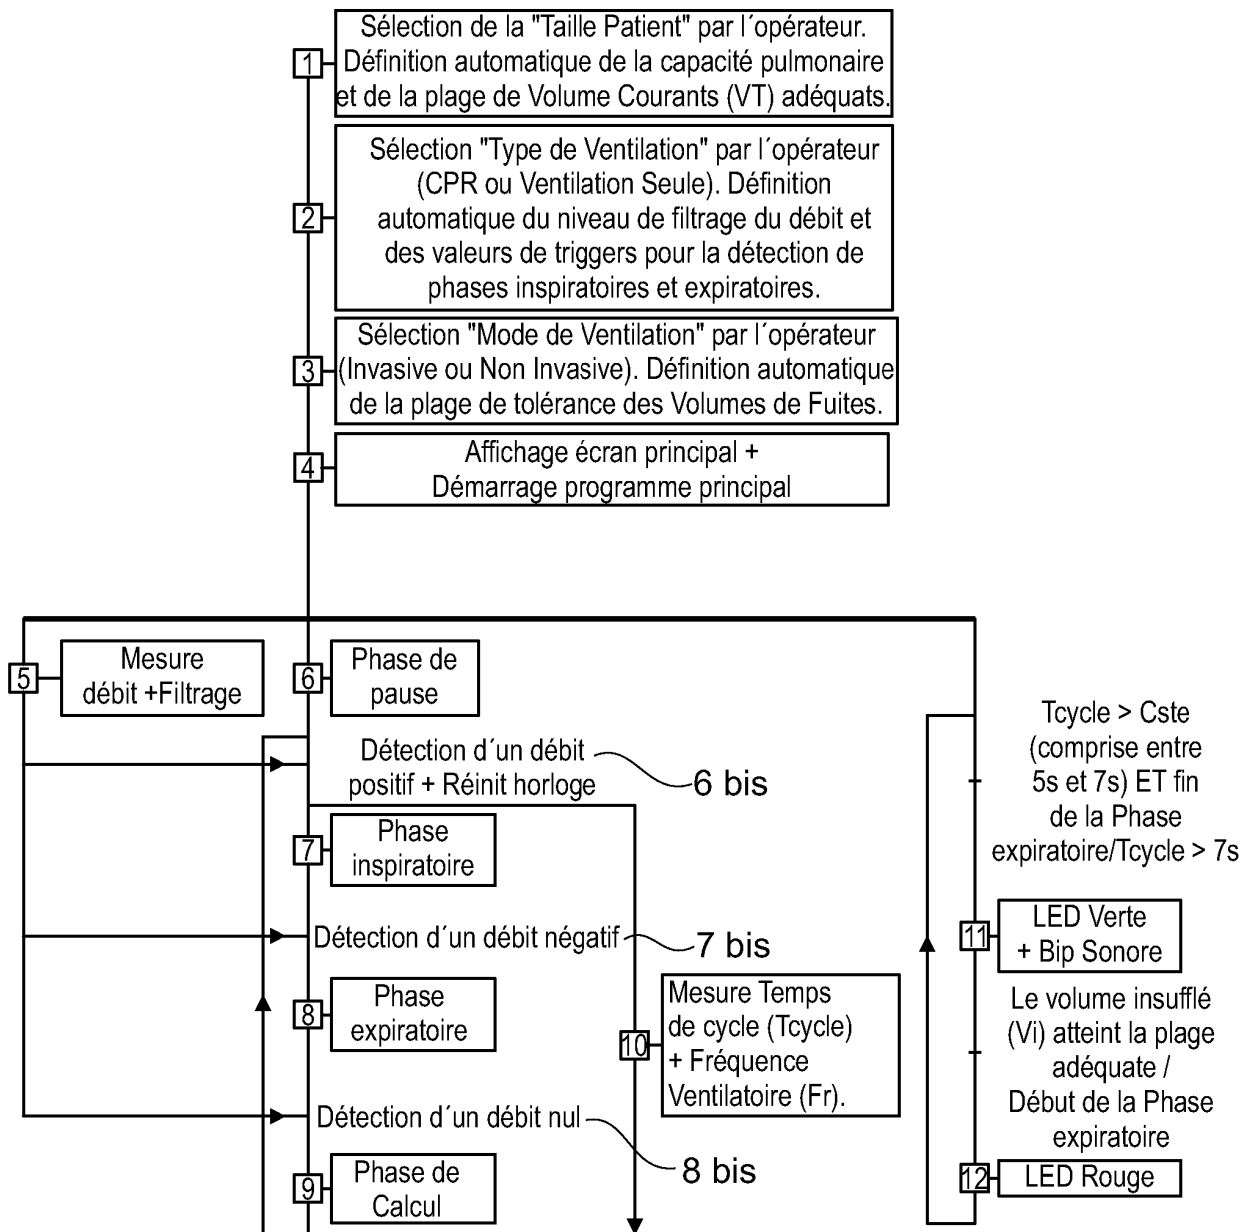 1
Sélection de la "Taille Patient" par l´opérateur.
Définition automatique de la capacité pulmonaire
et de la plage de Volume Courants (VT) adéquats.
2
Sélection "Type de Ventilation" par l´opérateur
(CPR ou Ventilation Seule). Définition
automatique du niveau de filtrage du débit et
des valeurs de triggers pour la détection de
phases inspiratoires et expiratoires.
3
Sélection "Mode de Ventilation" par l´opérateur
(Invasive ou Non Invasive). Définition automatique
de la plage de tolérance des Volumes de Fuites.
4
Affichage écran principal +
Démarrage programme principal
5
Mesure
débit +Filtrage
6
Phase de
pause
Détection d´un débit
positif + Réinit horloge
6 bis
7
Phase
inspiratoire
Détection d´un débit négatif
7 bis
8
Phase
expiratoire
Détection d´un débit nul
8 bis
9
Phase de
Calcul
10
Mesure Temps
de cycle (Tcycle)
+ Fréquence
Ventilatoire (Fr).
Tcycle > Cste
(comprise entre
5s et 7s) ET fin
de la Phase
expiratoire/Tcycle > 7s
11
LED Verte
+ Bip Sonore
Le volume insufflé
(Vi) atteint la plage
adéquate /
Début de la Phase
expiratoire
12
LED Rouge